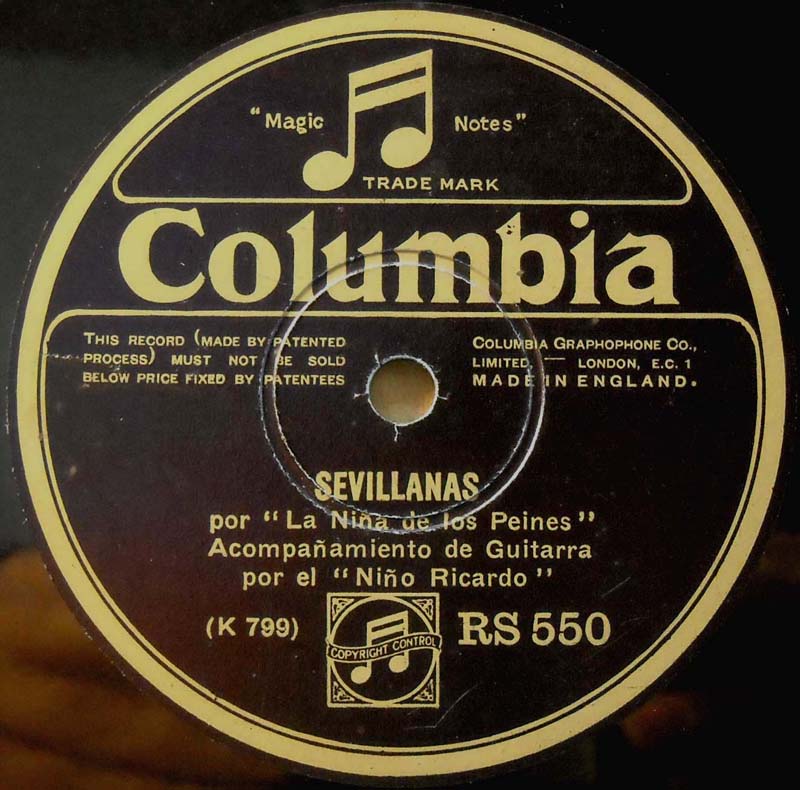 "Magic Notes"
TRADE MARK
Columbia
THIS RECORD (MADE BY PATENTED
PROCESS) MUST NOT BE SOLD
BELOW PRICE FIXED BY PATENTEES
COLUMBIA GRAPHOPHONE CO.,
LIMITED. — LONDON, E.C. 1
MADE IN ENGLAND.
SEVILLANAS
por "La Niña de los Peines"
Acompañamiento de Guitarra
por el "Niño Ricardo"
(K 799)
COPYRIGHT CONTROL
RS 550